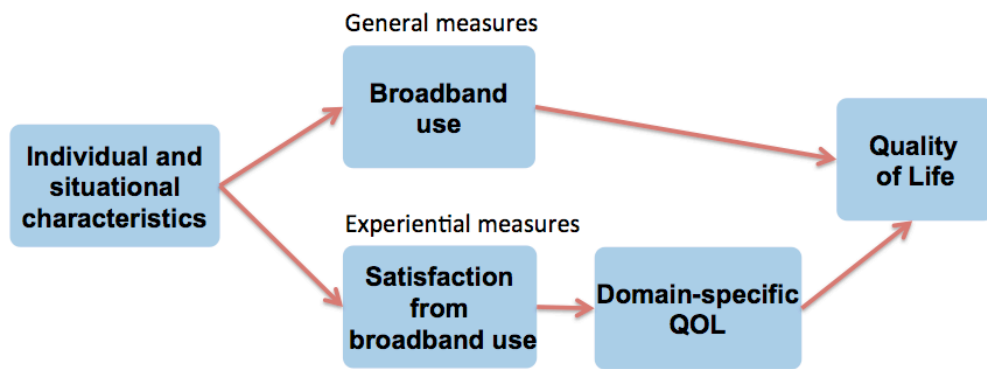 General measures
Broadband
use
Individual and
situational
characteristics
Quality
of Life
Experiential measures
Satisfaction
from
broadband use
Domain-specific
QOL